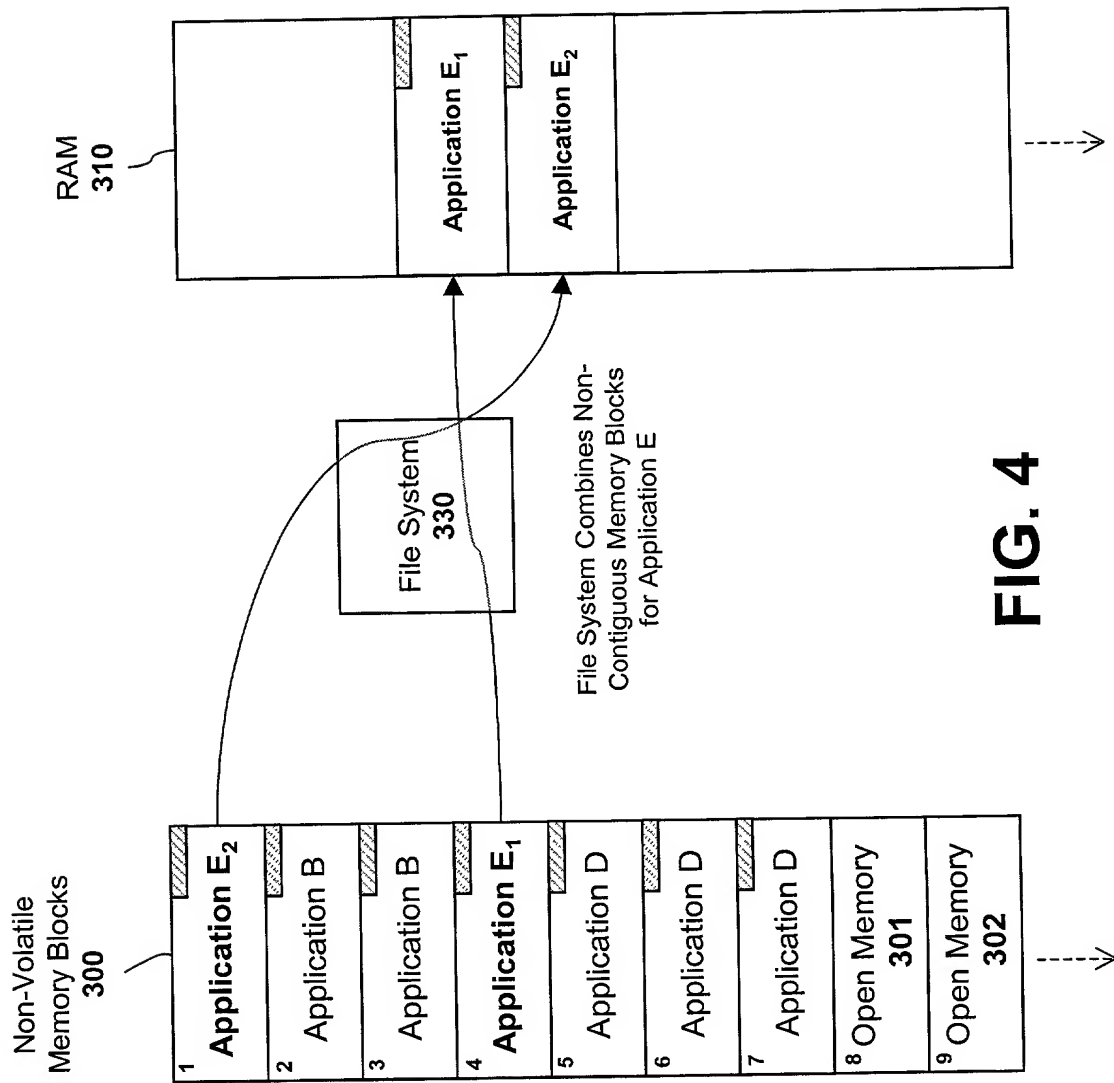 Non-Volatile
Memory Blocks
300
1
Application E₂
2
Application B
3
Application B
4
Application E₁
5
Application D
6
Application D
7
Application D
8
Open Memory
301
9
Open Memory
302
File System
330
File System Combines Non-
Contiguous Memory Blocks
for Application E
RAM
310
Application E₁
Application E₂
FIG. 4